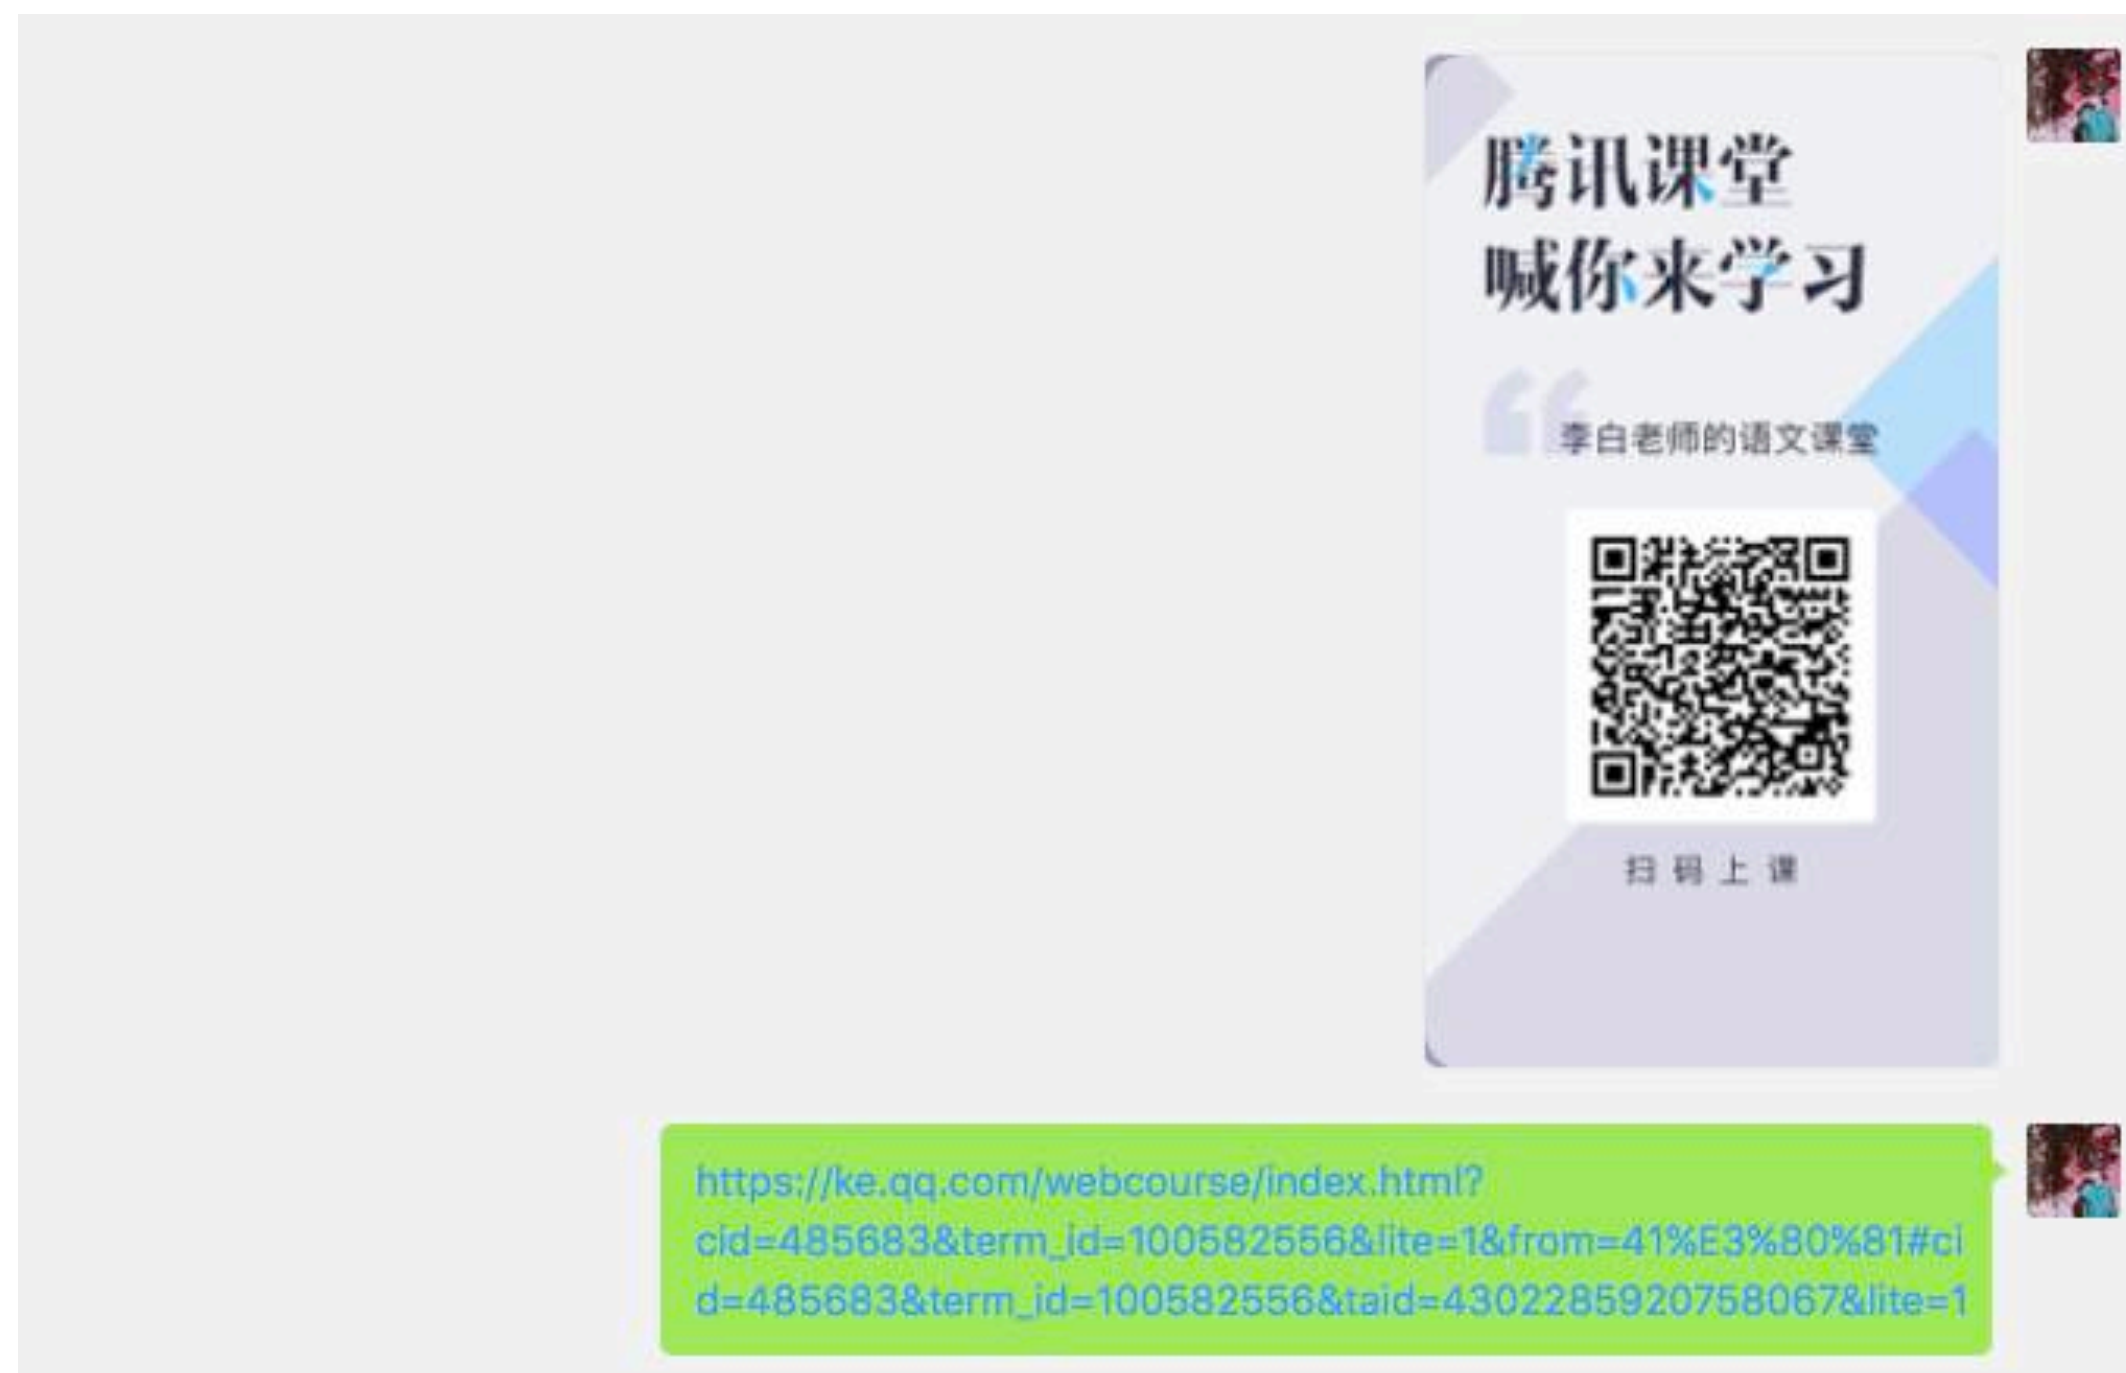 腾讯课堂
喊你来学习
李白老师的语文课堂
扫码上课
https://ke.qq.com/webcourse/index.html?
cid=485683&term_id=100582556&lite=1&from=41%E3%80%81#ci
d=485683&term_id=100582556&taid=4302285920758067&lite=1